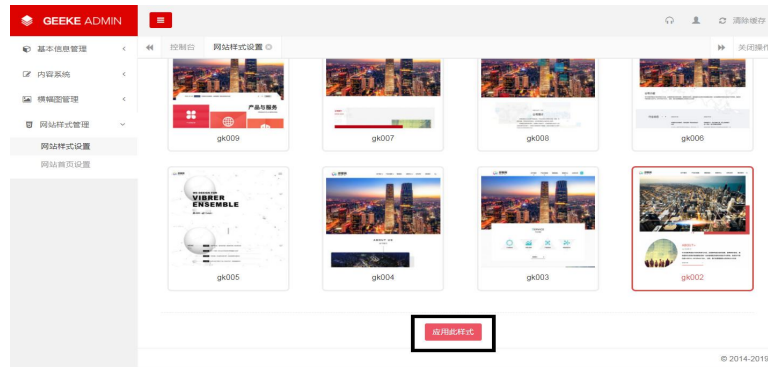 GEEKE ADMIN
清除缓存
基本信息管理
控制台
网站样式设置
关闭操作
内容系统
横幅图管理
网站样式管理
网站样式设置
网站首页设置
产品与服务
gk009
gk007
gk008
gk006
VIBRER
ENSEMBLE
gk005
gk004
gk003
gk002
应用此样式
© 2014-2019